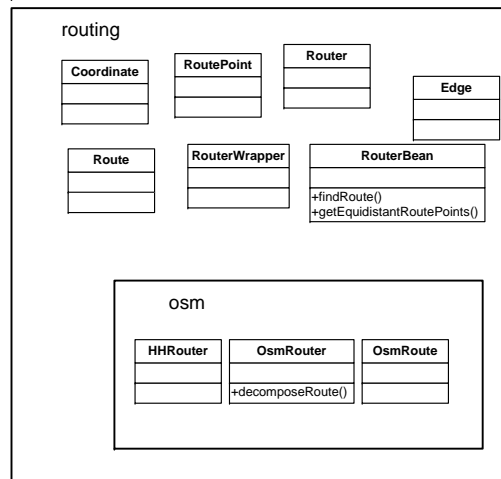 routing
Coordinate
RoutePoint
Router
Edge
Route
RouterWrapper
RouterBean
+findRoute()
+getEquidistantRoutePoints()
osm
HHRouter
OsmRouter
+decomposeRoute()
OsmRoute